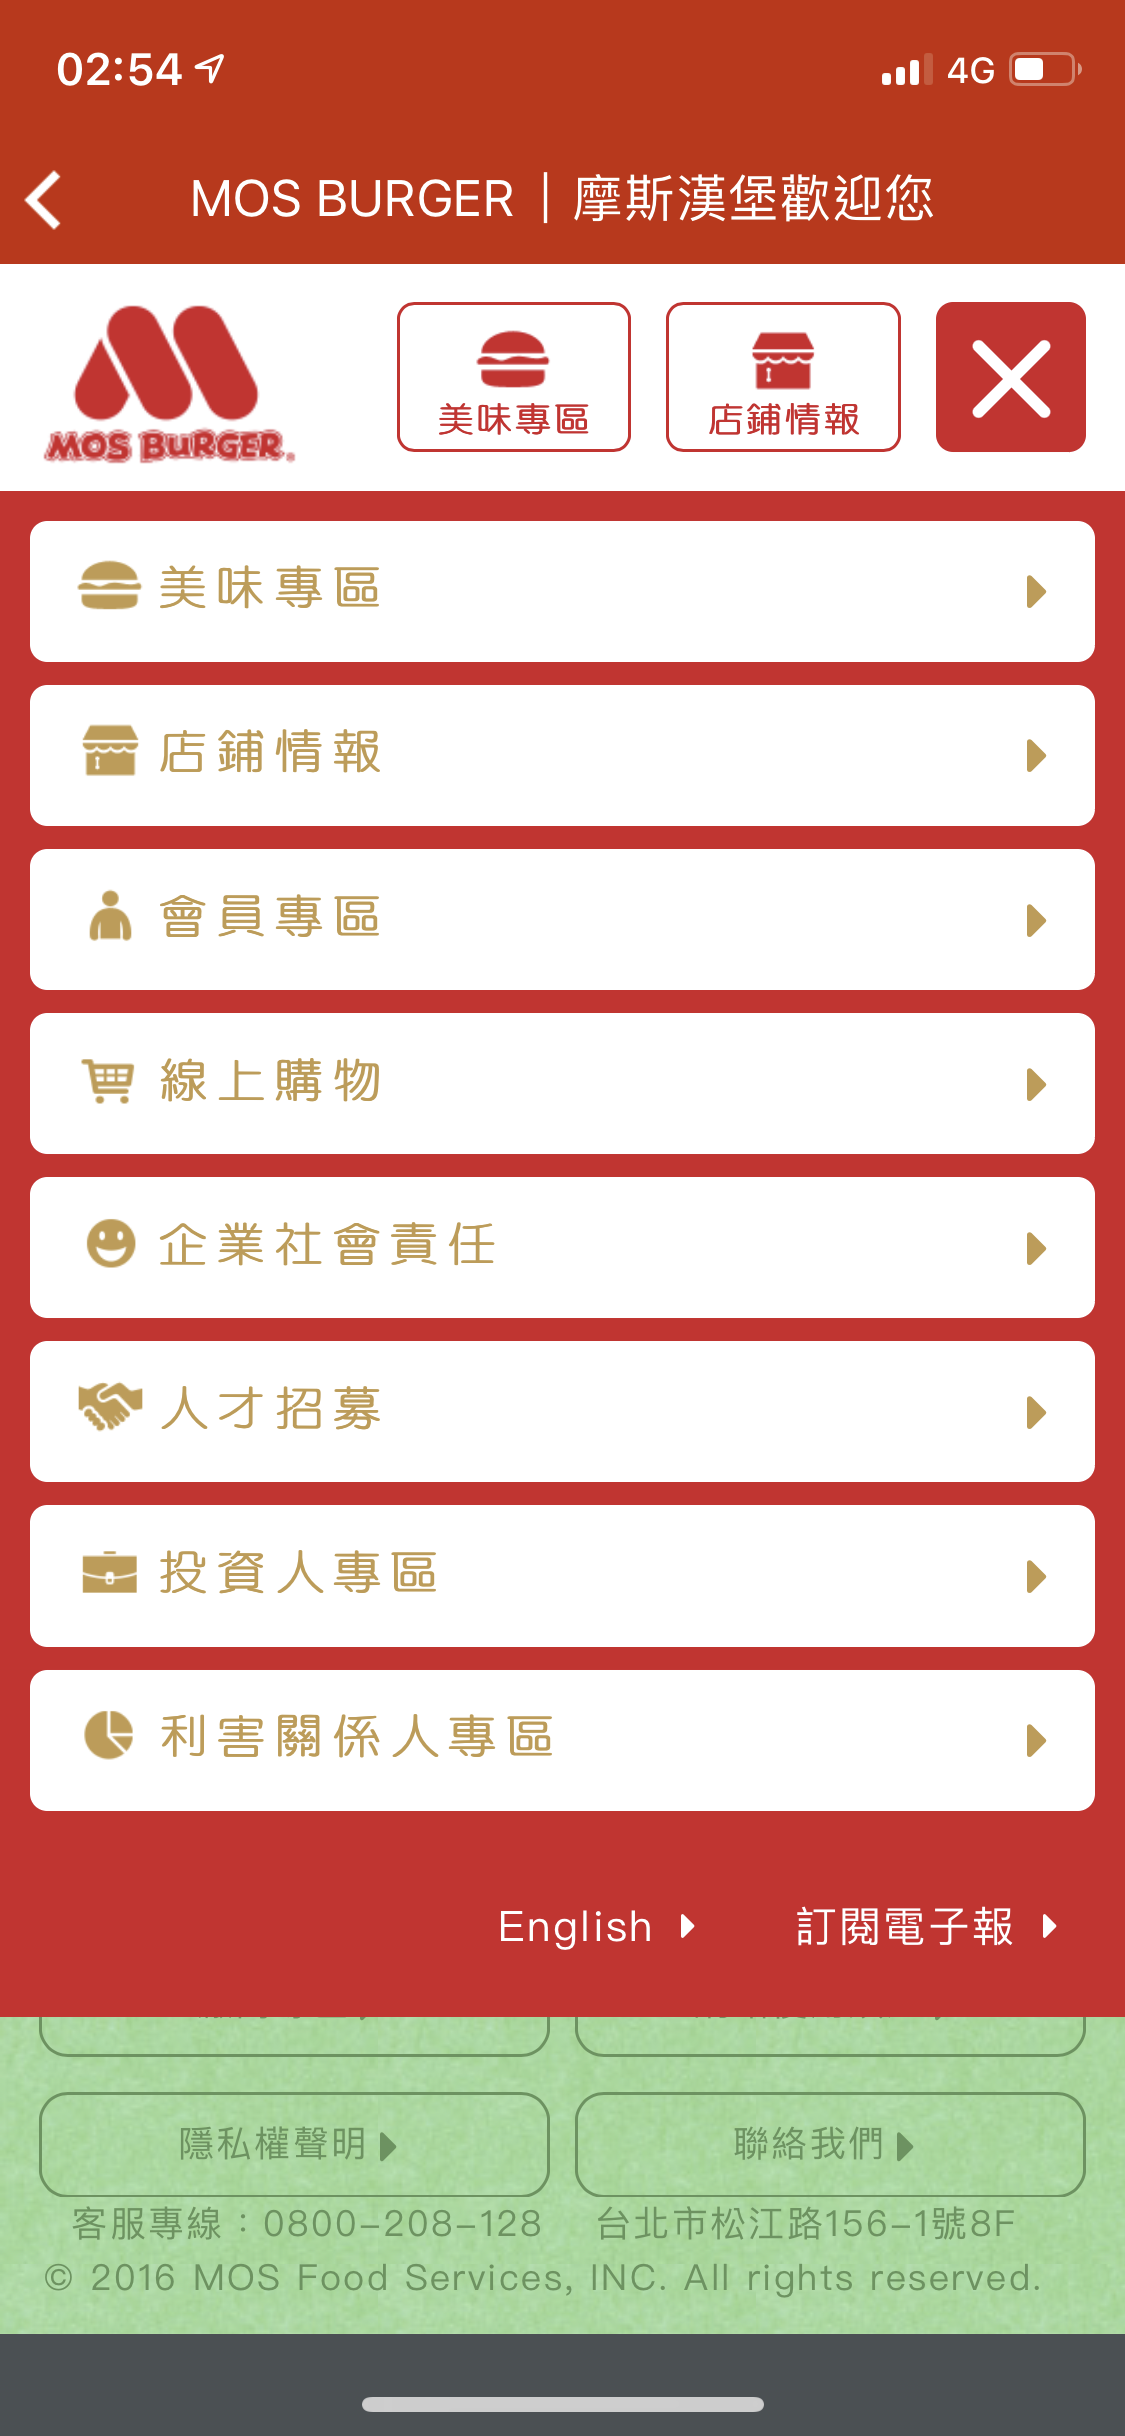 02:54
4G
MOS BURGER｜摩斯漢堡歡迎您
MOS BURGER.
美味專區
店鋪情報
美味專區
店鋪情報
會員專區
線上購物
企業社會責任
人才招募
投資人專區
利害關係人專區
English
訂閱電子報
隱私權聲明
聯絡我們
客服專線：0800-208-128 台北市松江路156-1號8F
© 2016 MOS Food Services, INC. All rights reserved.